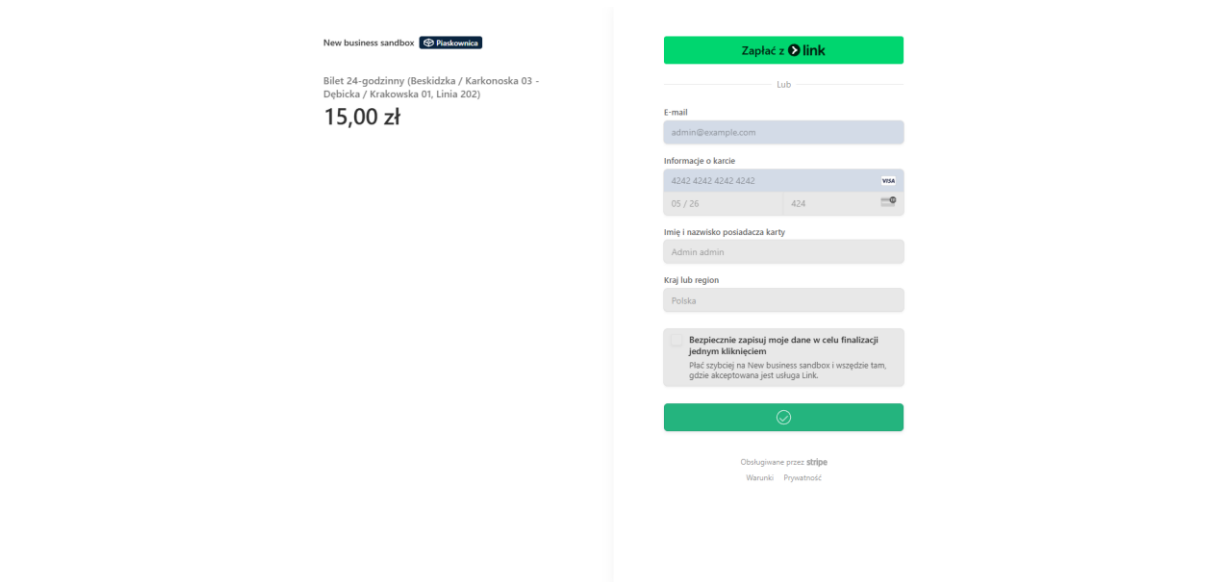 New business sandbox Piaskownica
Bilet 24-godzinny (Beskidzka / Karkonoska 03 -
Dębicka / Krakowska 01, Linia 202)
15,00 zł
Zapłać z link
Lub
E-mail
admin@example.com
Informacje o karcie
4242 4242 4242 4242 VISA
05 / 26 424
Imię i nazwisko posiadacza karty
Admin admin
Kraj lub region
Polska
Bezpiecznie zapisuj moje dane w celu finalizacji
jednym kliknięciem
Płać szybciej na New business sandbox i wszędzie tam,
gdzie akceptowana jest usługa Link.
Obsługiwane przez stripe
Warunki Prywatność